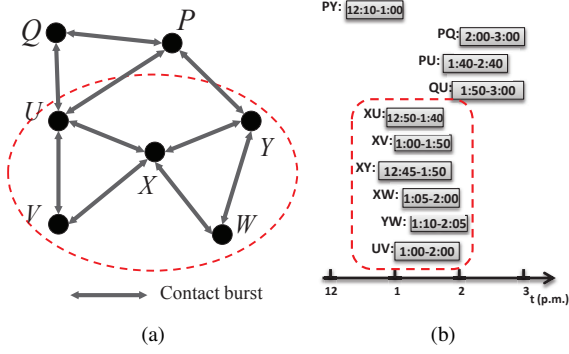 Q
P
U
Y
X
V
W
Contact burst
(a)
PY: 12:10-1:00
PQ: 2:00-3:00
PU: 1:40-2:40
QU: 1:50-3:00
XU: 12:50-1:40
XV: 1:00-1:50
XY: 12:45-1:50
XW: 1:05-2:00
YW: 1:10-2:05
UV: 1:00-2:00
12 1 2 3
t (p.m.)
(b)